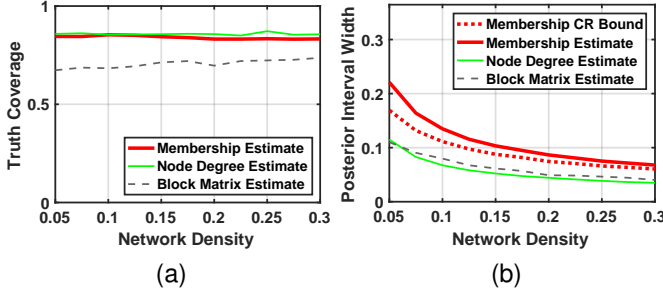 1
0.5
0
0.05
0.1
0.15
0.2
0.25
0.3
Truth Coverage
Network Density
Membership Estimate
Node Degree Estimate
Block Matrix Estimate
(a)
0.3
0.2
0.1
0
0.05
0.1
0.15
0.2
0.25
0.3
Posterior Interval Width
Network Density
Membership CR Bound
Membership Estimate
Node Degree Estimate
Block Matrix Estimate
(b)